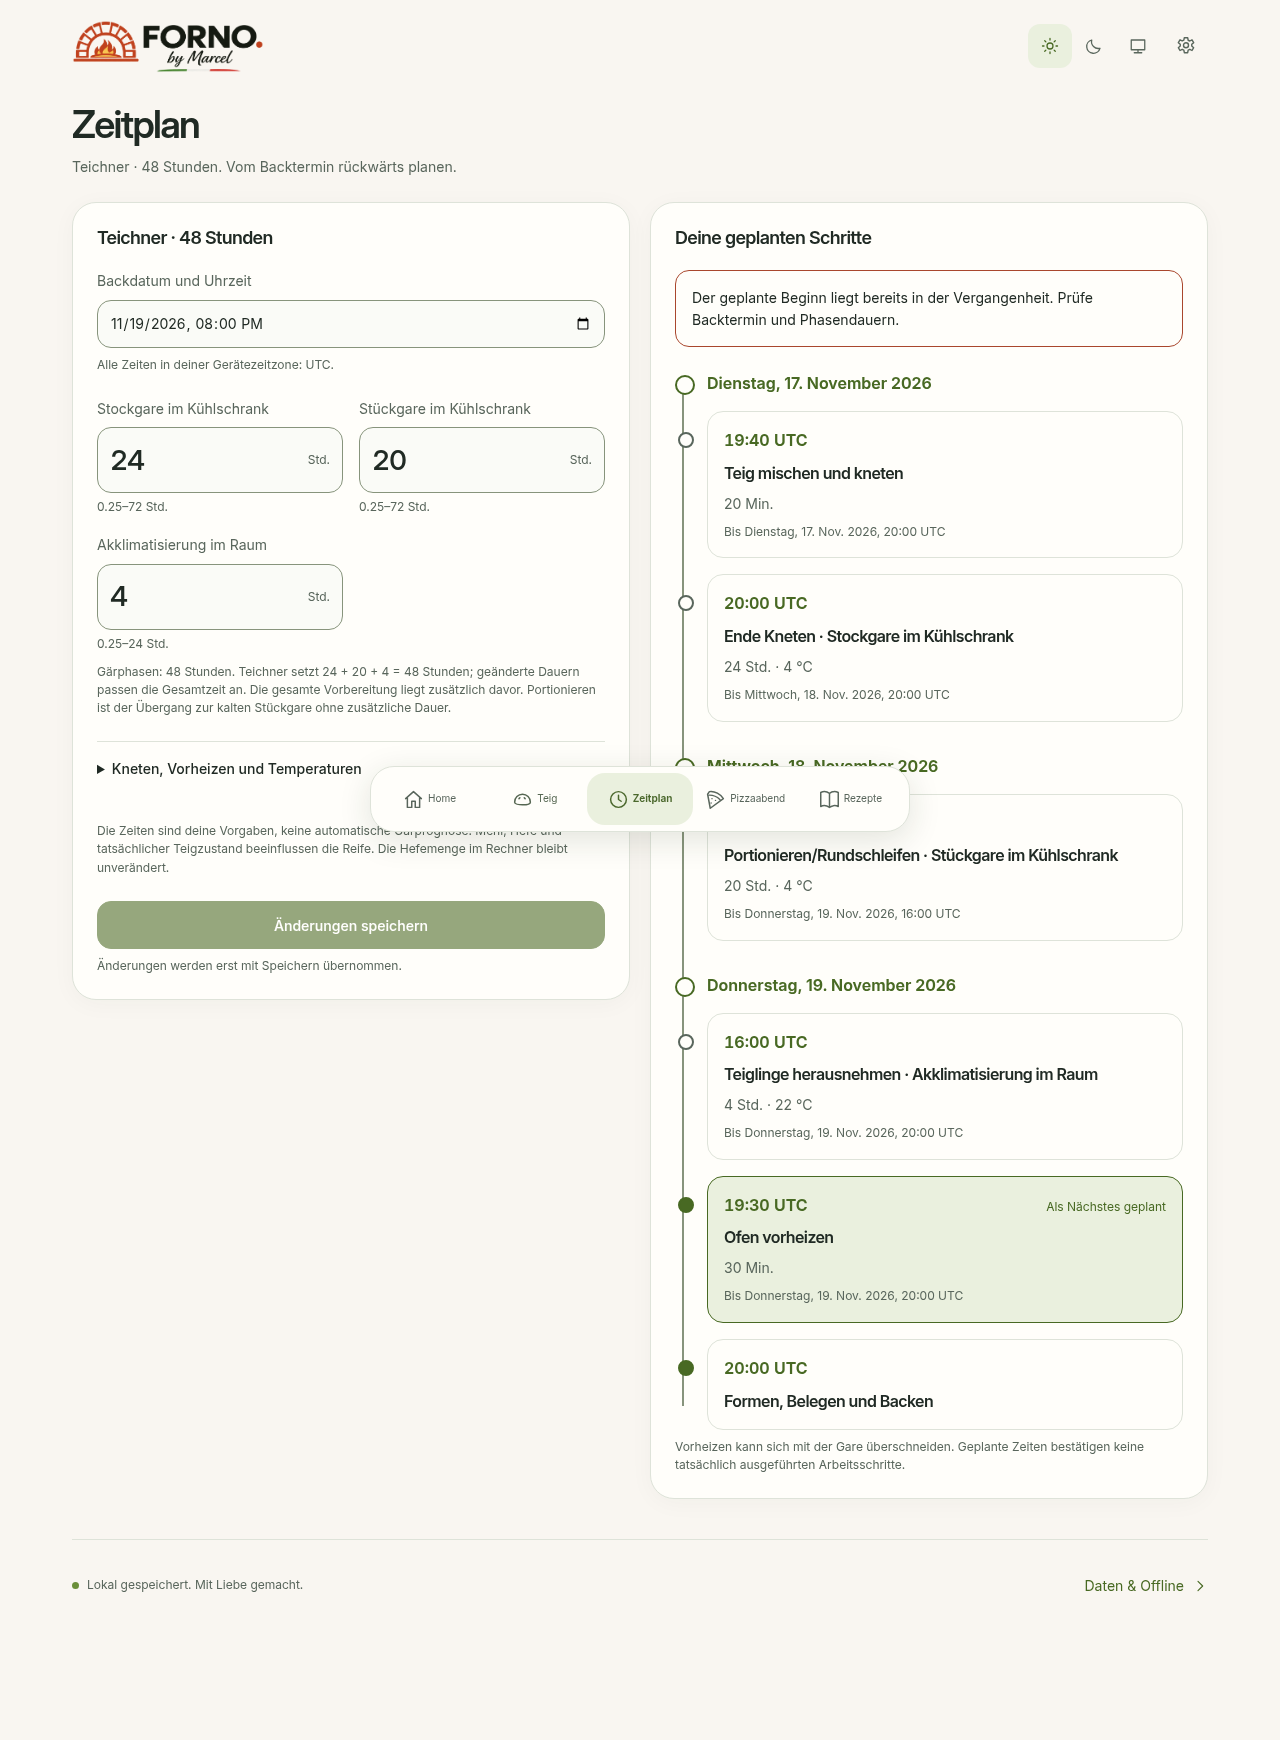 FORNO.
by Marcel
Zeitplan
Teichner · 48 Stunden. Vom Backtermin rückwärts planen.
Teichner · 48 Stunden
Backdatum und Uhrzeit
11/19/2026, 08:00 PM
Alle Zeiten in deiner Gerätezeitzone: UTC.
Stockgare im Kühlschrank
24 Std.
0.25–72 Std.
Stückgare im Kühlschrank
20 Std.
0.25–72 Std.
Akklimatisierung im Raum
4 Std.
0.25–24 Std.
Gärphasen: 48 Stunden. Teichner setzt 24 + 20 + 4 = 48 Stunden; geänderte Dauern
passen die Gesamtzeit an. Die gesamte Vorbereitung liegt zusätzlich davor. Portionieren
ist der Übergang zur kalten Stückgare ohne zusätzliche Dauer.
Kneten, Vorheizen und Temperaturen
Die Zeiten sind deine Vorgaben, keine automatische Gärprognose. Mehl, Hefe und
tatsächlicher Teigzustand beeinflussen die Reife. Die Hefemenge im Rechner bleibt
unverändert.
Änderungen speichern
Änderungen werden erst mit Speichern übernommen.
Deine geplanten Schritte
Der geplante Beginn liegt bereits in der Vergangenheit. Prüfe
Backtermin und Phasendauern.
Dienstag, 17. November 2026
19:40 UTC
Teig mischen und kneten
20 Min.
Bis Dienstag, 17. Nov. 2026, 20:00 UTC
20:00 UTC
Ende Kneten · Stockgare im Kühlschrank
24 Std. · 4 °C
Bis Mittwoch, 18. Nov. 2026, 20:00 UTC
Mittwoch, 18. November 2026
Portionieren/Rundschleifen · Stückgare im Kühlschrank
20 Std. · 4 °C
Bis Donnerstag, 19. Nov. 2026, 16:00 UTC
Donnerstag, 19. November 2026
16:00 UTC
Teiglinge herausnehmen · Akklimatisierung im Raum
4 Std. · 22 °C
Bis Donnerstag, 19. Nov. 2026, 20:00 UTC
19:30 UTC
Als Nächstes geplant
Ofen vorheizen
30 Min.
Bis Donnerstag, 19. Nov. 2026, 20:00 UTC
20:00 UTC
Formen, Belegen und Backen
Vorheizen kann sich mit der Gare überschneiden. Geplante Zeiten bestätigen keine
tatsächlich ausgeführten Arbeitsschritte.
Home
Teig
Zeitplan
Pizzaabend
Rezepte
Lokal gespeichert. Mit Liebe gemacht.
Daten & Offline